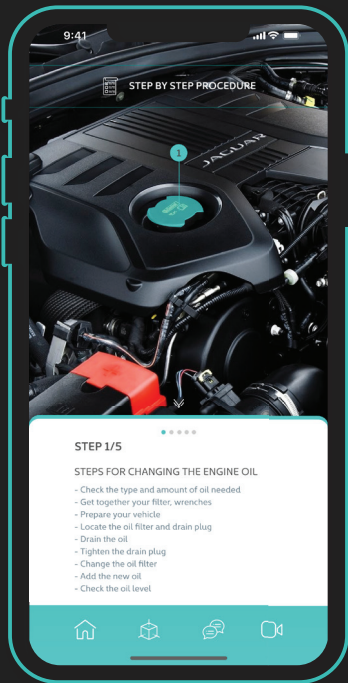 9:41
STEP BY STEP PROCEDURE
1
JAGUAR
STEP 1/5
STEPS FOR CHANGING THE ENGINE OIL
- Check the type and amount of oil needed
- Get together your filter, wrenches
- Prepare your vehicle
- Locate the oil filter and drain plug
- Drain the oil
- Tighten the drain plug
- Change the oil filter
- Add the new oil
- Check the oil level